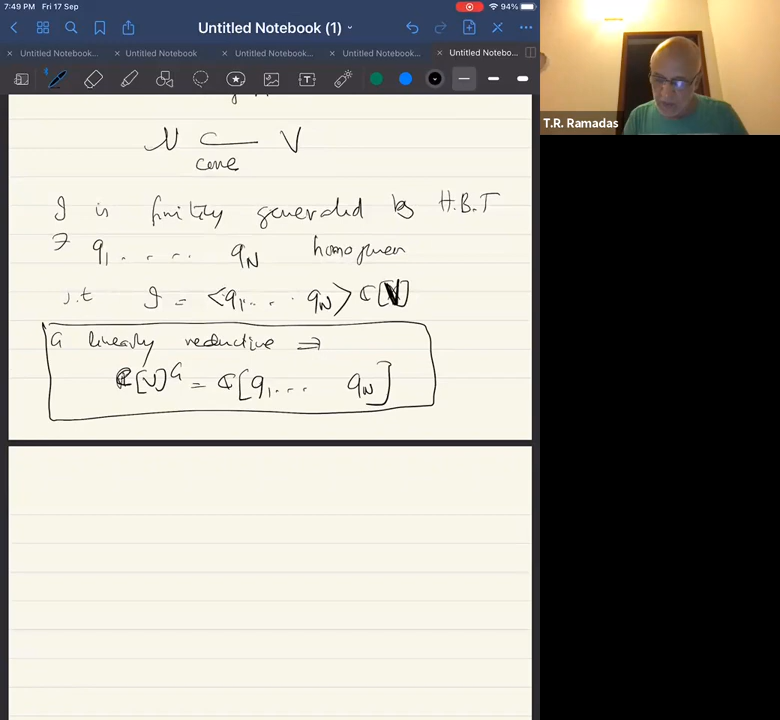 7:49 PM Fri 17 Sep
94%
Untitled Notebook (1)
Untitled Notebook...
Untitled Notebook
Untitled Notebook...
Untitled Notebook...
Untitled Notebo...
T.R. Ramadas
N ⊂ V
cone
I is finitely generated by H.B.T
∃ q1 . . . . qN homogeneous
s.t I = <q1 . . . qN> ℂ[V]
G linearly reductive ⇒
ℂ[V]^G = ℂ[q1 . . . qN]